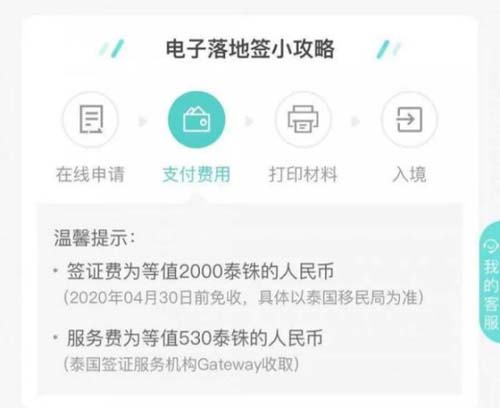 电子落地签小攻略
在线申请
支付费用
打印材料
入境
温馨提示：
• 签证费为等值2000泰铢的人民币
（2020年04月30日前免收，具体以泰国移民局为准）
• 服务费为等值530泰铢的人民币
（泰国签证服务机构Gateway收取）
我的客服